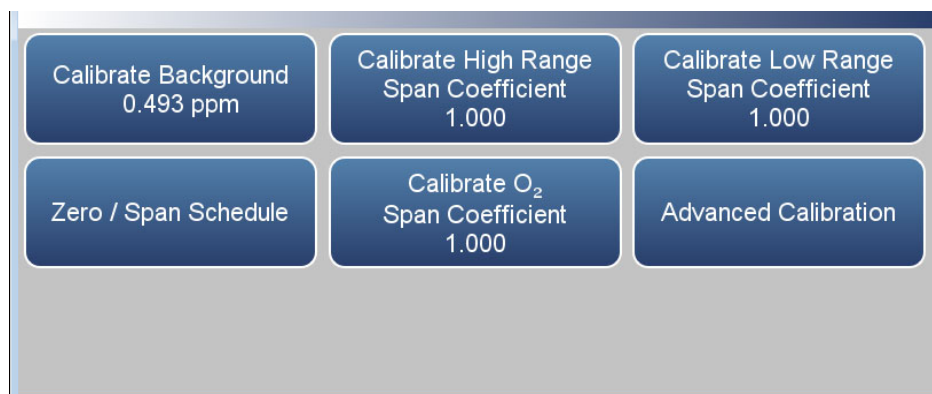 Calibrate Background
0.493 ppm
Calibrate High Range
Span Coefficient
1.000
Calibrate Low Range
Span Coefficient
1.000
Zero / Span Schedule
Calibrate O₂
Span Coefficient
1.000
Advanced Calibration